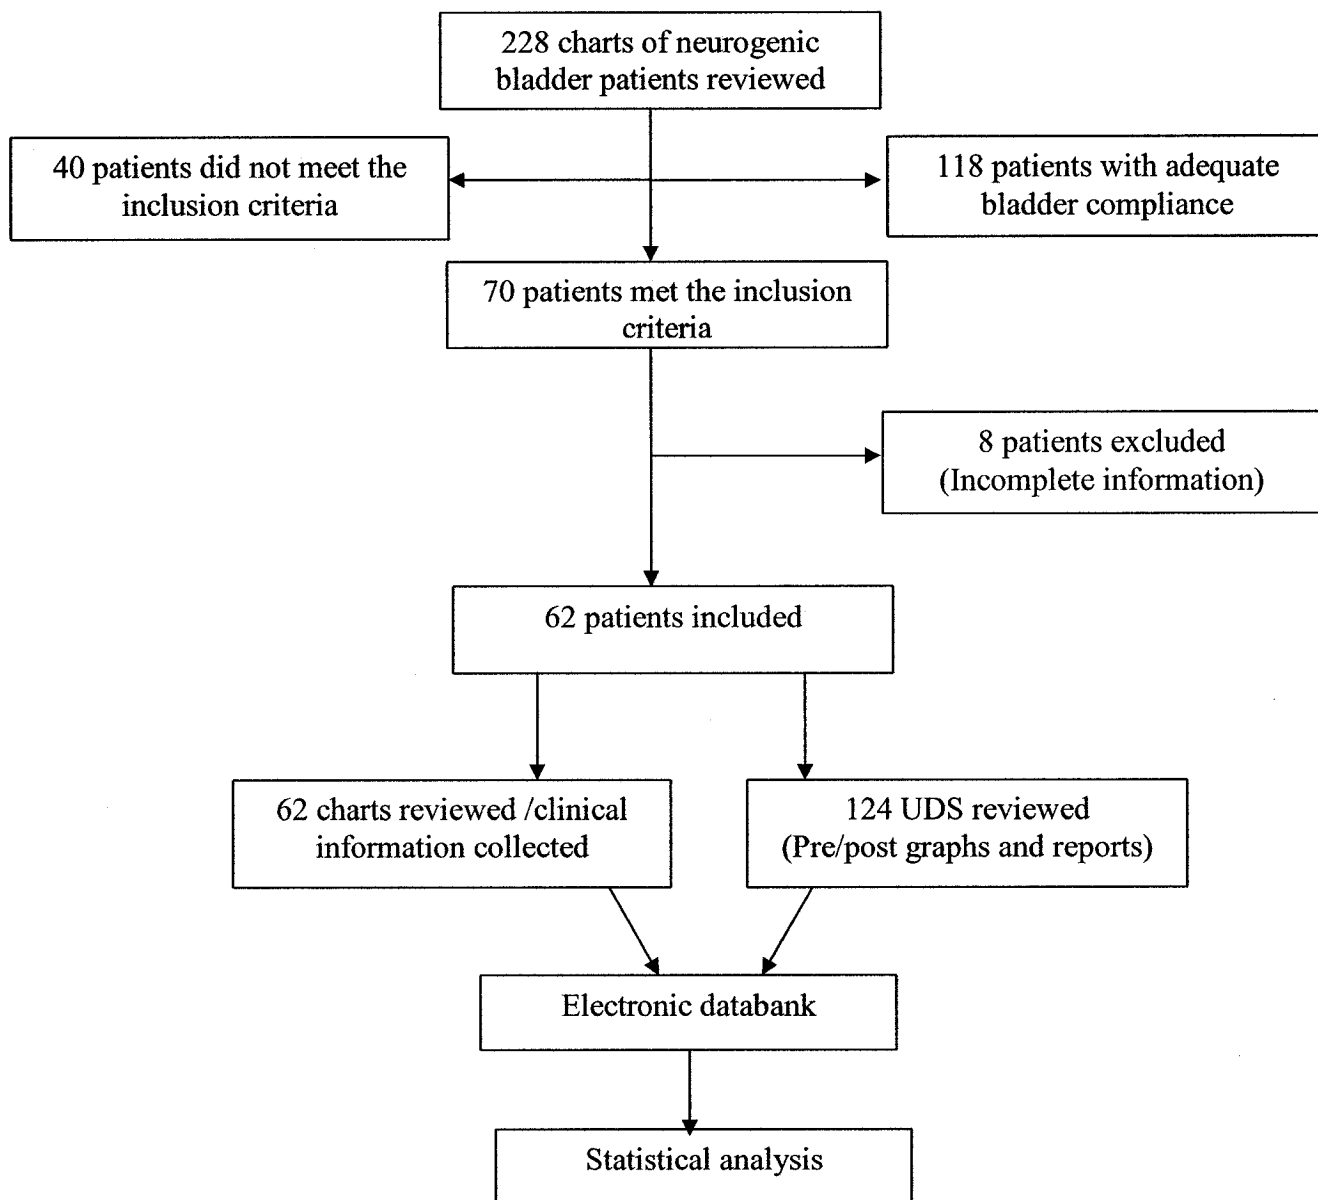 228 charts of neurogenic
bladder patients reviewed
40 patients did not meet the
inclusion criteria
118 patients with adequate
bladder compliance
70 patients met the inclusion
criteria
8 patients excluded
(Incomplete information)
62 patients included
62 charts reviewed /clinical
information collected
124 UDS reviewed
(Pre/post graphs and reports)
Electronic databank
Statistical analysis